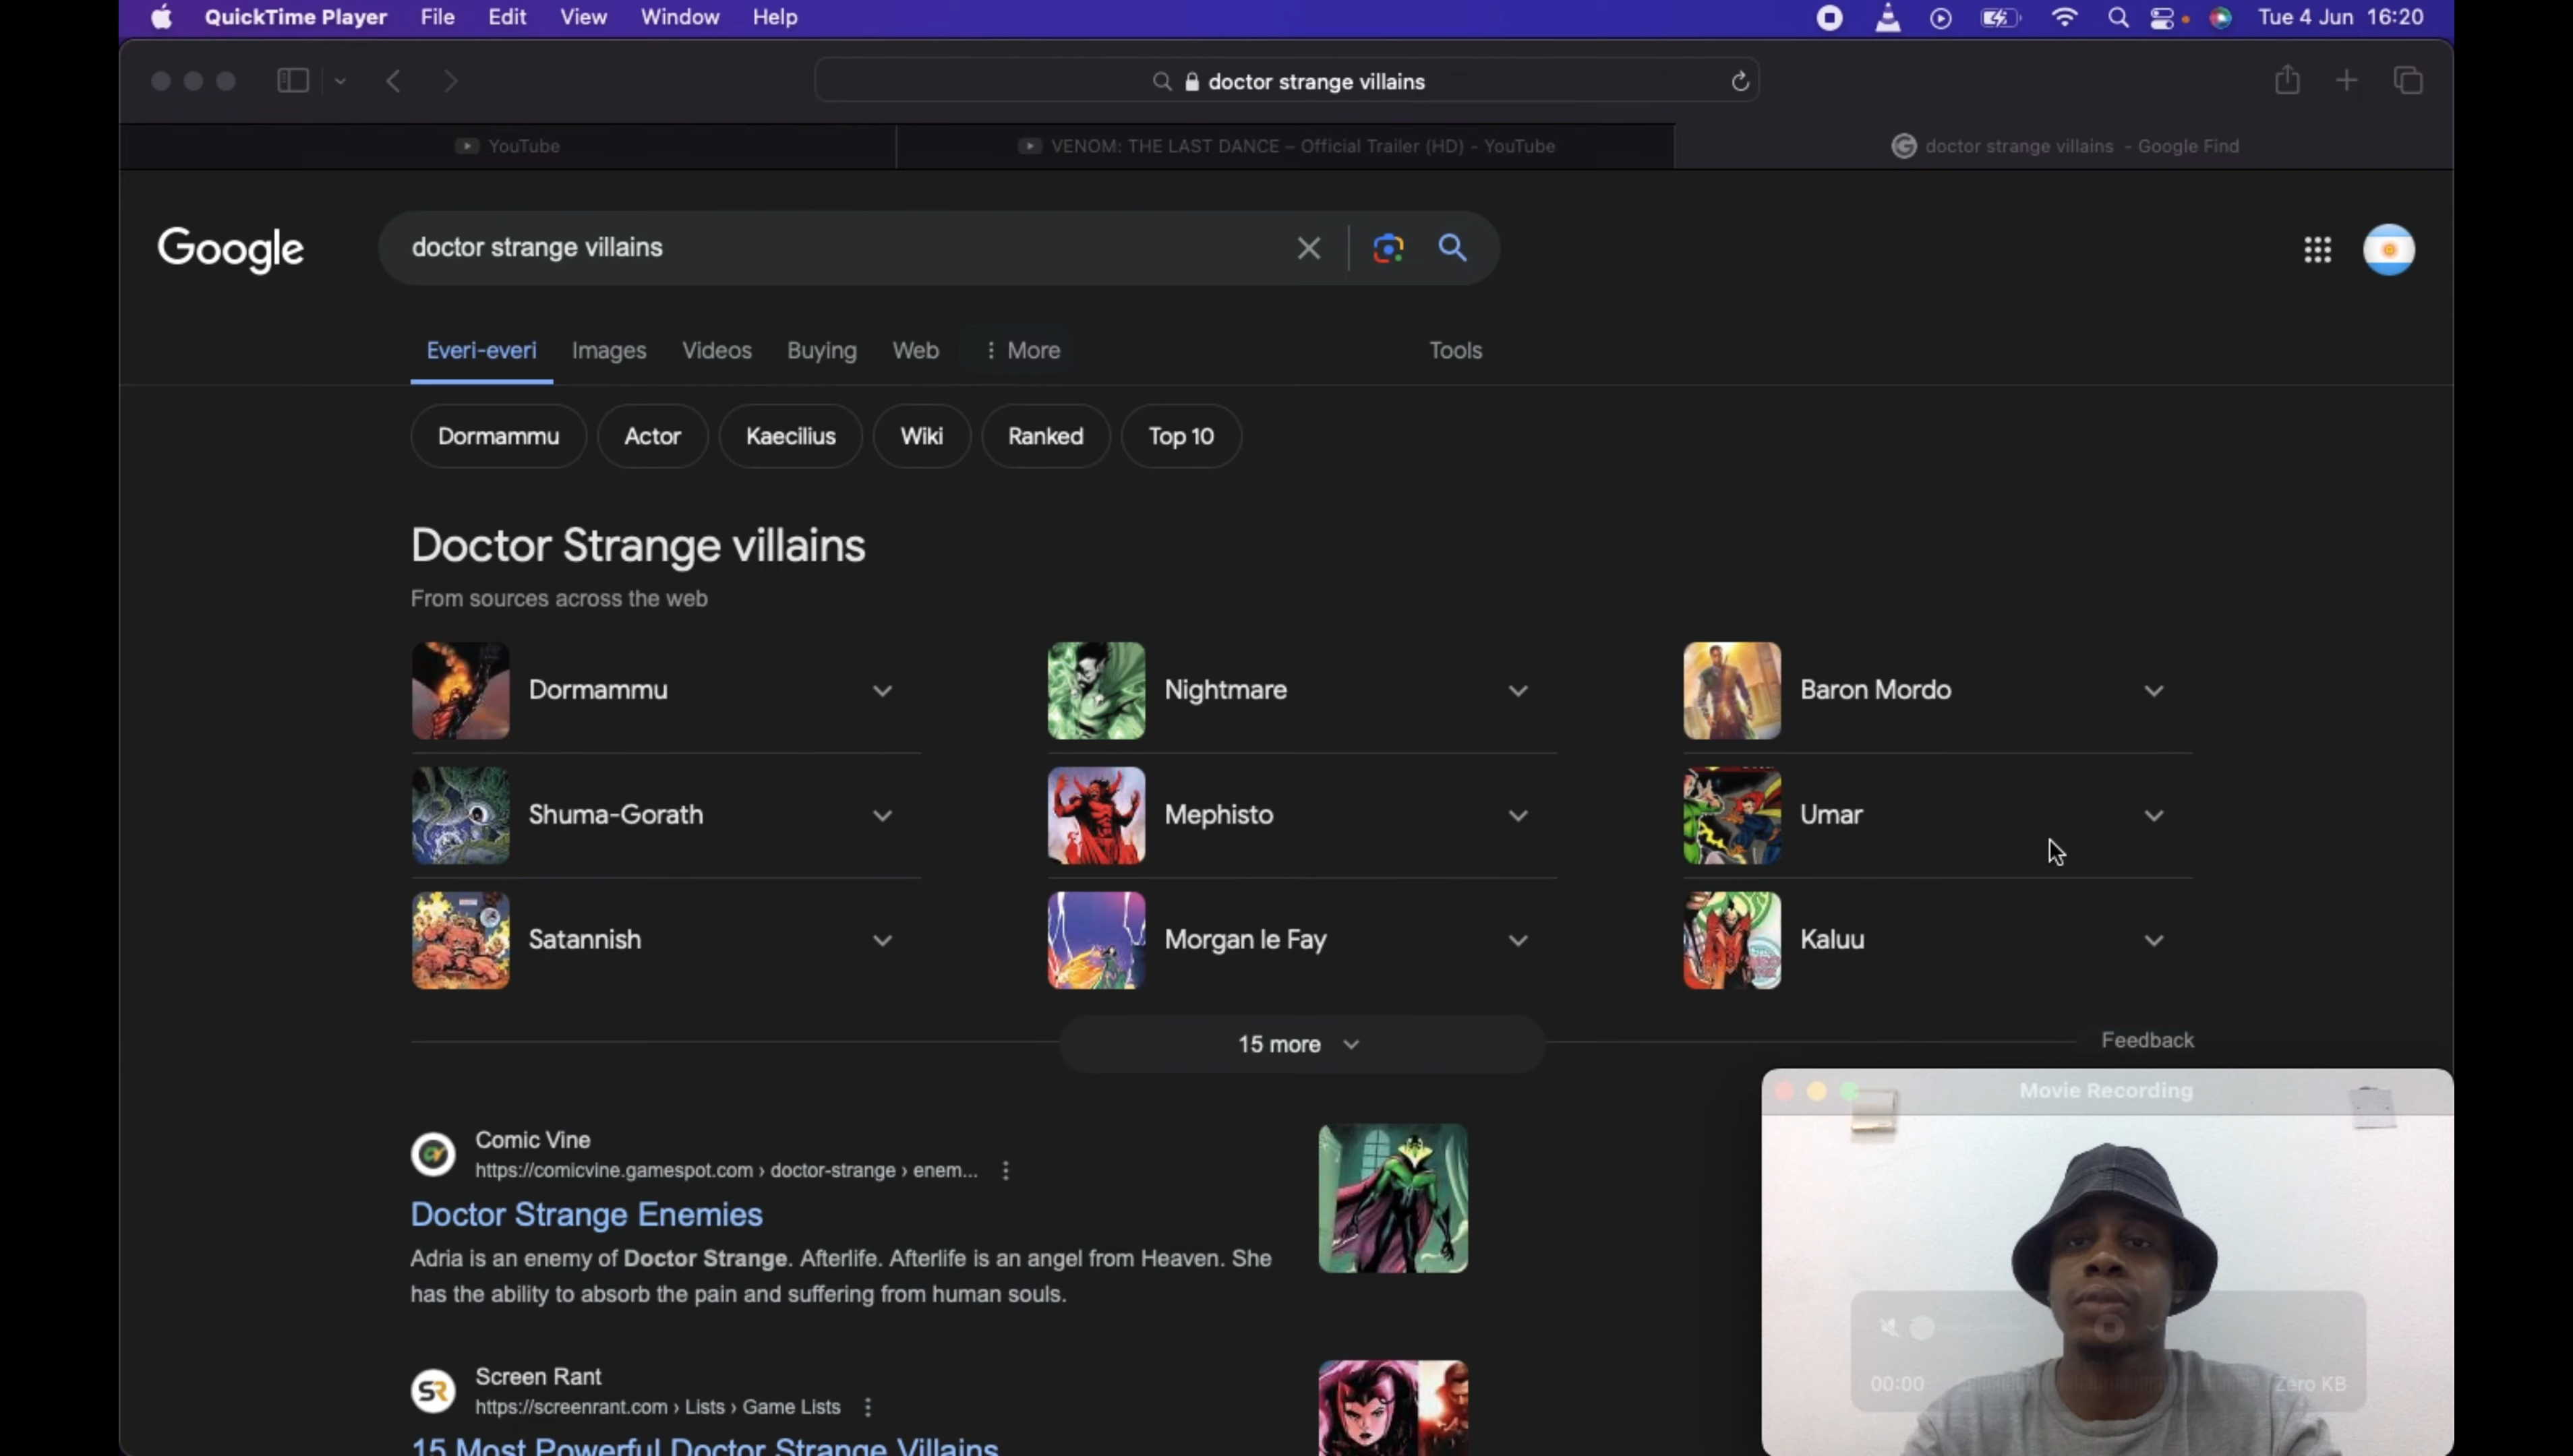 QuickTime Player File Edit View Window Help Tue 4 Jun 16:20
doctor strange villains
YouTube
VENOM: THE LAST DANCE – Official Trailer (HD) - YouTube
doctor strange villains - Google Find
Google
doctor strange villains
Everi-everi Images Videos Buying Web More Tools
Dormammu Actor Kaecilius Wiki Ranked Top 10
Doctor Strange villains
From sources across the web
Dormammu Nightmare Baron Mordo
Shuma-Gorath Mephisto Umar
Satannish Morgan le Fay Kaluu
15 more
Feedback
Movie Recording
Comic Vine
https://comicvine.gamespot.com › doctor-strange › enem...
Doctor Strange Enemies
Adria is an enemy of Doctor Strange. Afterlife. Afterlife is an angel from Heaven. She
has the ability to absorb the pain and suffering from human souls.
SR
Screen Rant
https://screenrant.com › Lists › Game Lists
00:00 Zero KB
15 Most Powerful Doctor Strange Villains